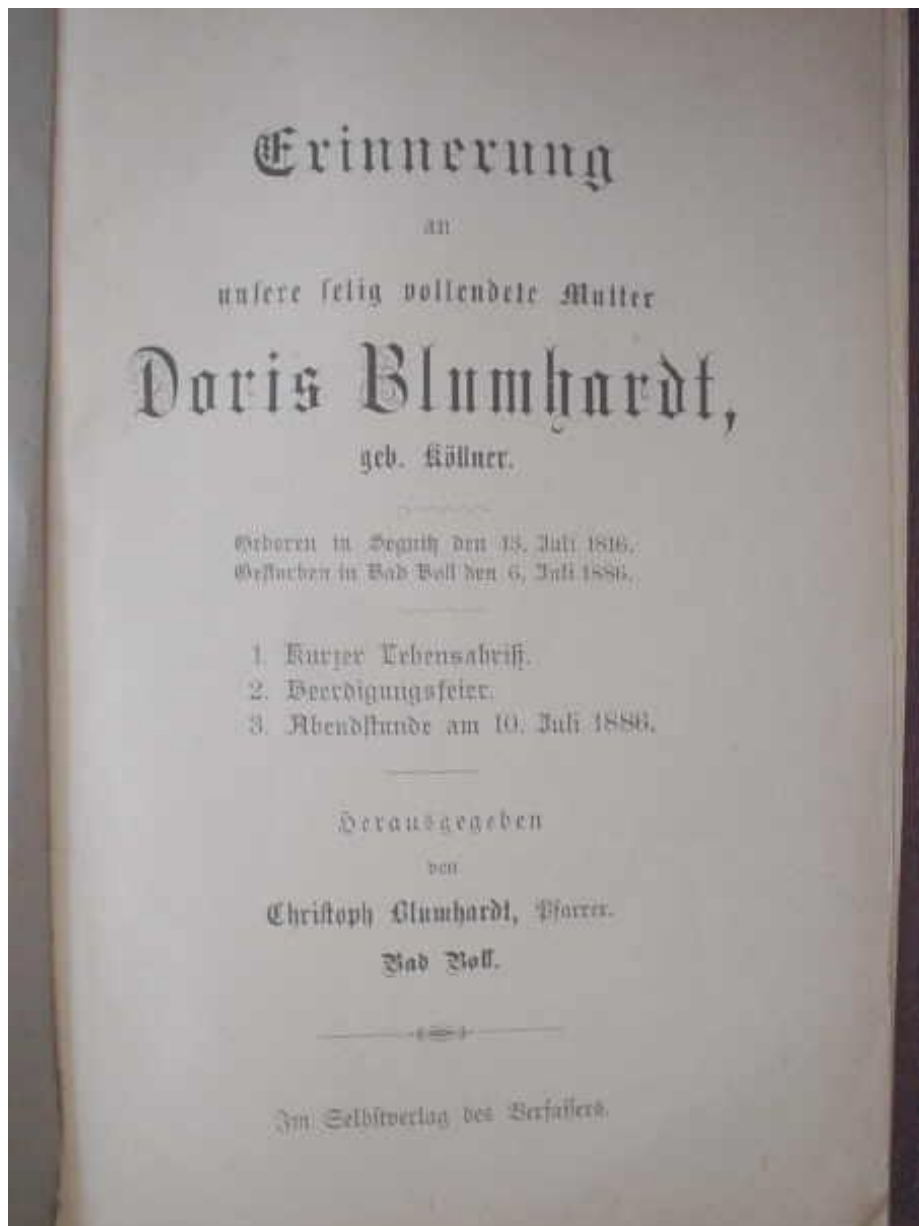 Erinnerung
an
unsere selig vollendete Mutter
Doris Blumhardt,
geb. Köllner.
Geboren in Segnitz den 13. Juli 1816.
Gestorben in Bad Boll den 6. Juli 1886.
1. Kurzer Lebensabriß.
2. Beerdigungsfeier.
3. Abendstunde am 10. Juli 1886.
Herausgegeben
von
Christoph Blumhardt, Pfarrer.
Bad Boll.
Im Selbstverlag des Verfassers.